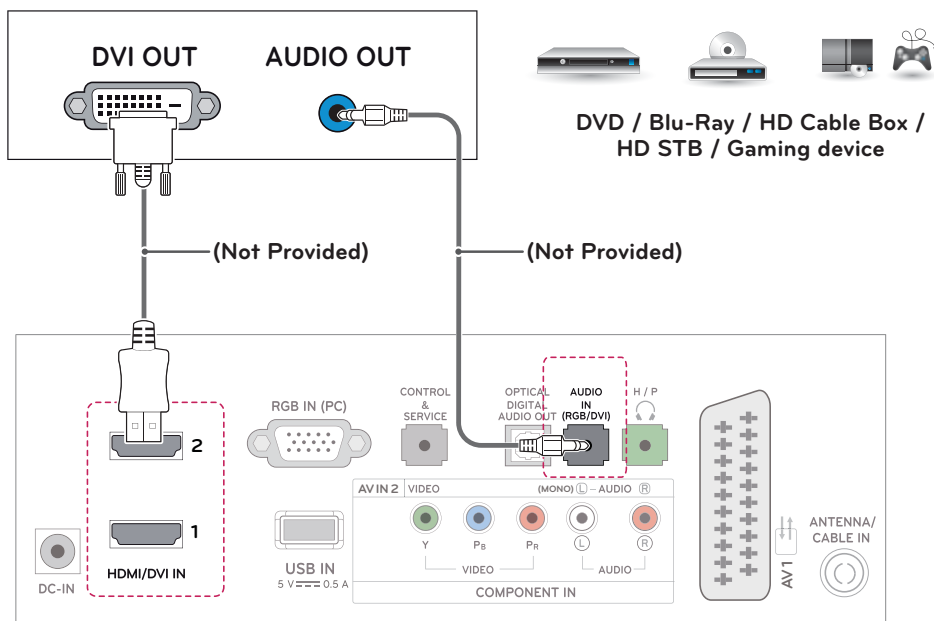 DVI OUT
AUDIO OUT
DVD / Blu-Ray / HD Cable Box /
HD STB / Gaming device
(Not Provided)
(Not Provided)
RGB IN (PC)
CONTROL
&
SERVICE
OPTICAL
DIGITAL
AUDIO OUT
AUDIO
IN
(RGB/DVI)
H / P
2
1
HDMI/DVI IN
DC-IN
USB IN
5 V 0.5 A
AV IN 2
VIDEO
(MONO) L – AUDIO R
Y
PB
PR
L
R
VIDEO
AUDIO
COMPONENT IN
AV1
ANTENNA/
CABLE IN